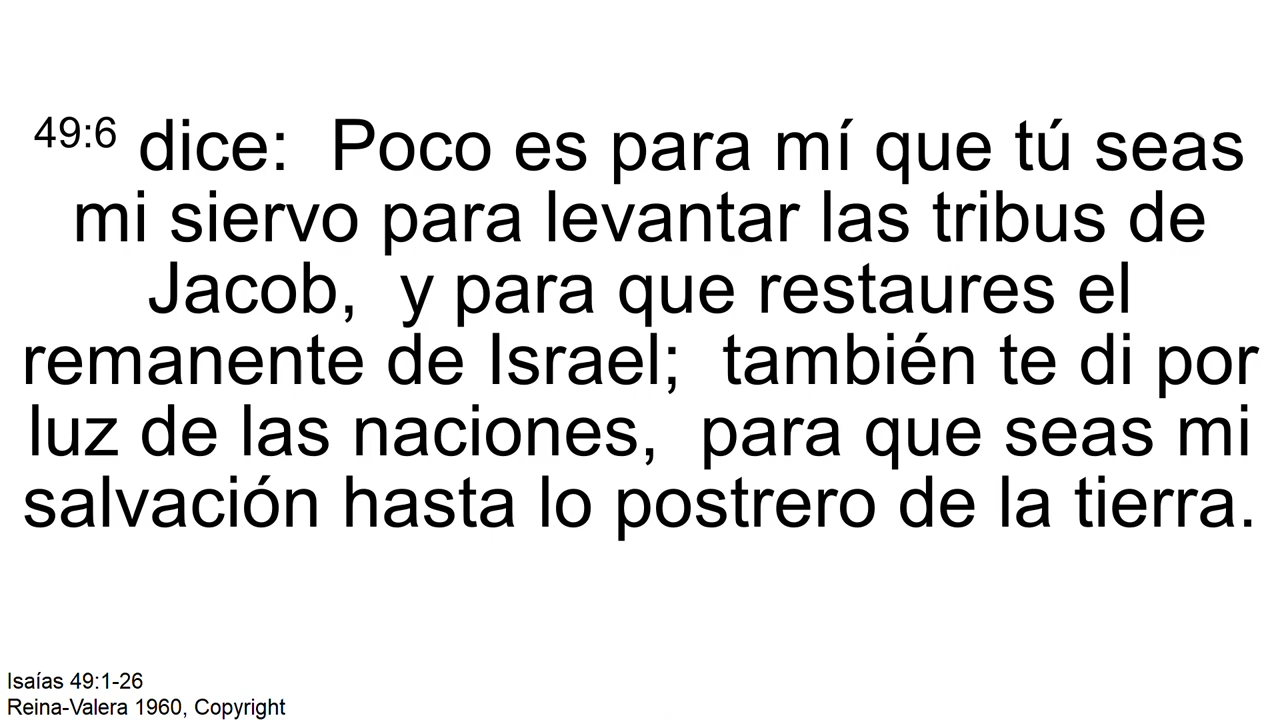 49:6 dice:  Poco es para mí que tú seas
mi siervo para levantar las tribus de
Jacob,  y para que restaures el
remanente de Israel;  también te di por
luz de las naciones,  para que seas mi
salvación hasta lo postrero de la tierra.
Isaías 49:1-26
Reina-Valera 1960, Copyright